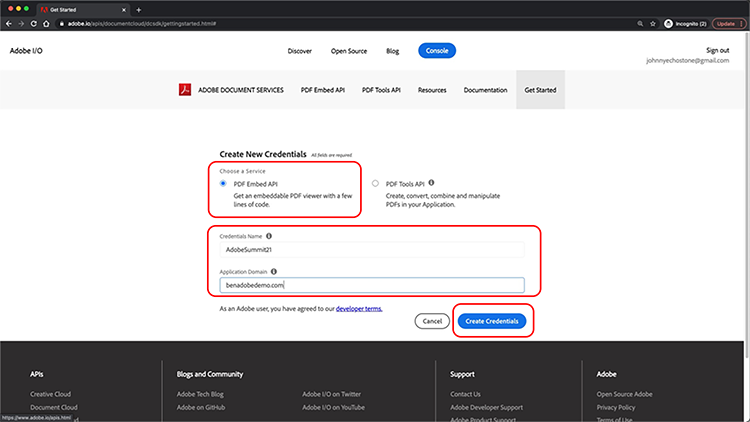 Get Started
adobe.io/apis/documentcloud/dcsdk/gettingstarted.html#
Incognito (2)
Update
Adobe I/O
Discover
Open Source
Blog
Console
Sign out
johnnyechostone@gmail.com
ADOBE DOCUMENT SERVICES
PDF Embed API
PDF Tools API
Resources
Documentation
Get Started
Create New Credentials
All fields are required
Choose a Service
PDF Embed API
Get an embeddable PDF viewer with a few
lines of code.
PDF Tools API
Create, convert, combine and manipulate
PDFs in your Application.
Credentials Name
AdobeSummit21
Application Domain
benadobedemo.com
As an Adobe user, you have agreed to our developer terms.
Cancel
Create Credentials
APIs
Creative Cloud
Document Cloud
Blogs and Community
Adobe Tech Blog
Adobe on GitHub
Adobe I/O on Twitter
Adobe I/O on YouTube
Support
Contact Us
Adobe Developer Support
Adobe Product Support
Adobe
Open Source Adobe
Privacy Policy
Terms of Use
https://www.adobe.io/apis.html